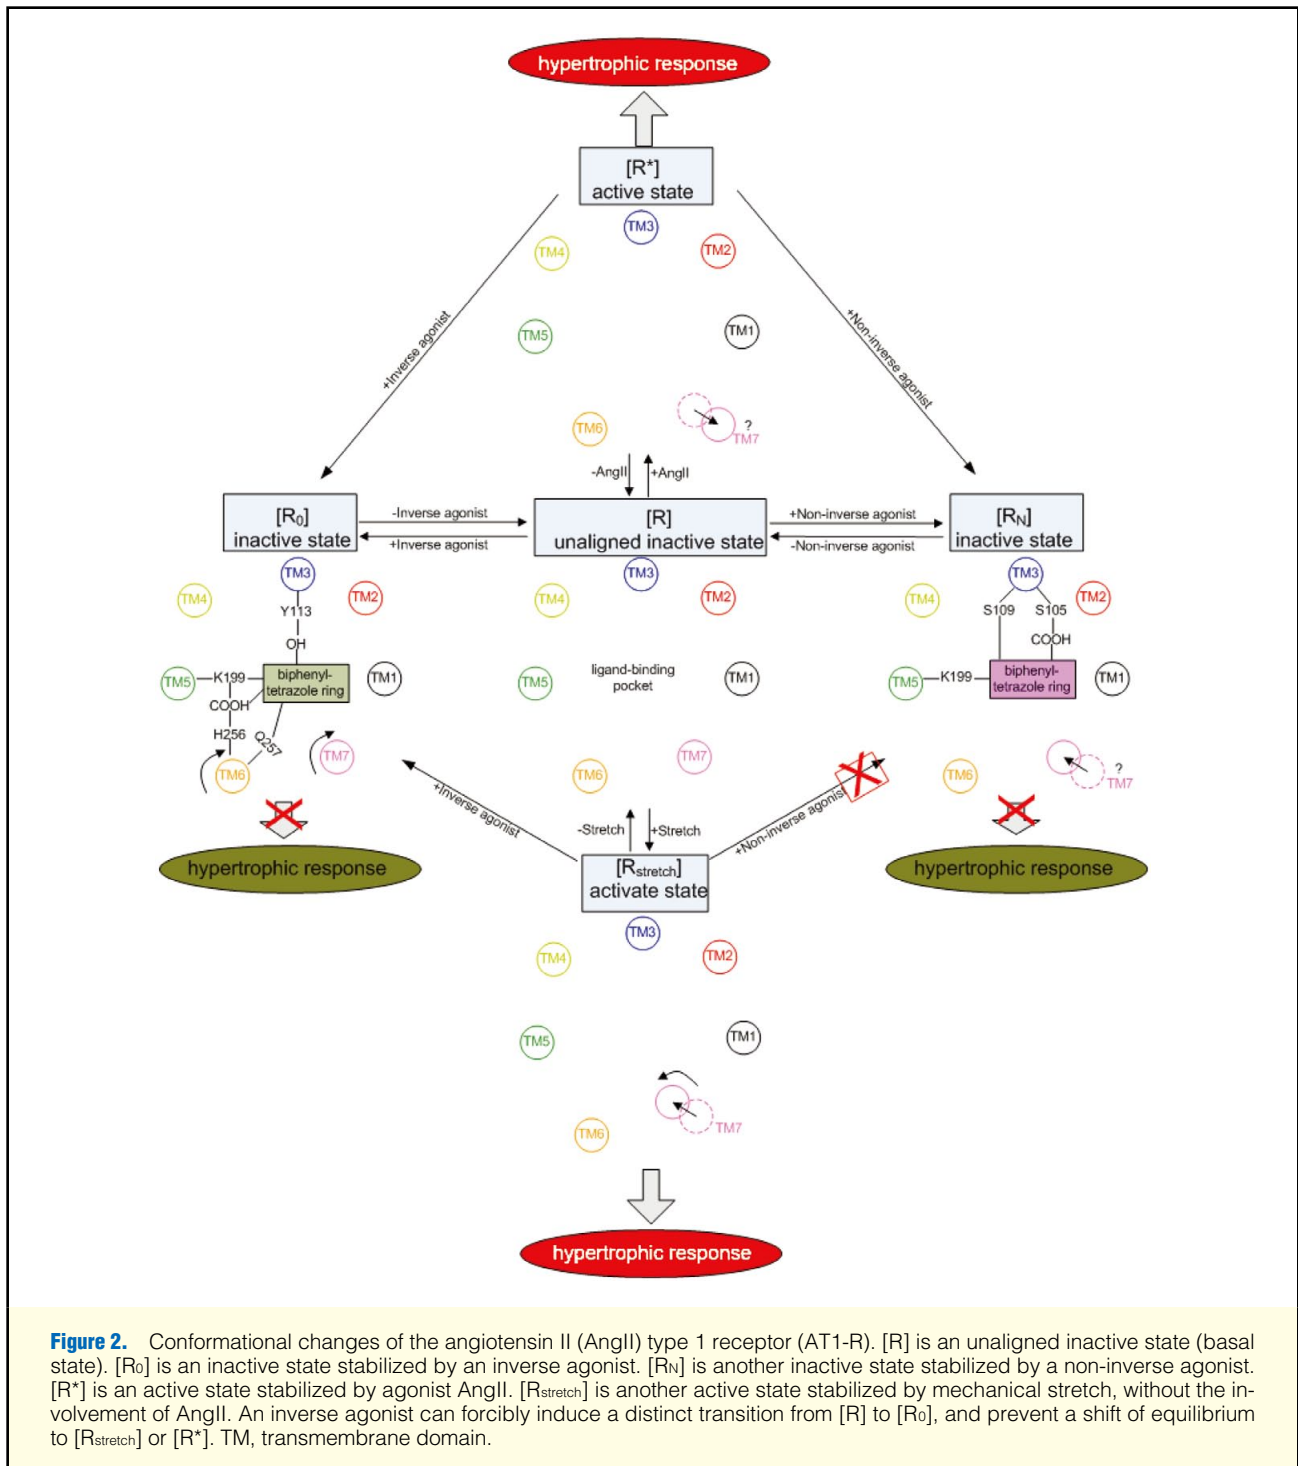 hypertrophic response
[R*]
active state
TM3
TM4
TM2
TM5
TM1
+Inverse agonist
+Non-inverse agonist
TM6
?
TM7
-AngII
+AngII
[R0]
inactive state
-Inverse agonist
+Inverse agonist
[R]
unaligned inactive state
+Non-inverse agonist
-Non-inverse agonist
[RN]
inactive state
TM3
TM4
TM2
Y113
OH
TM5
K199
biphenyl-
tetrazole ring
TM1
COOH
H256
Q257
TM6
TM7
hypertrophic response
TM3
TM4
TM2
TM5
ligand-binding
pocket
TM1
TM6
TM7
TM3
TM4
TM2
S109
S105
COOH
TM5
K199
biphenyl-
tetrazole ring
TM1
TM6
?
TM7
hypertrophic response
+Inverse agonist
-Stretch
+Stretch
+Non-inverse agonist
[Rstretch]
activate state
TM3
TM4
TM2
TM5
TM1
TM6
TM7
hypertrophic response
Figure 2. Conformational changes of the angiotensin II (AngII) type 1 receptor (AT1-R). [R] is an unaligned inactive state (basal
state). [R0] is an inactive state stabilized by an inverse agonist. [RN] is another inactive state stabilized by a non-inverse agonist.
[R*] is an active state stabilized by agonist AngII. [Rstretch] is another active state stabilized by mechanical stretch, without the in-
volvement of AngII. An inverse agonist can forcibly induce a distinct transition from [R] to [R0], and prevent a shift of equilibrium
to [Rstretch] or [R*]. TM, transmembrane domain.